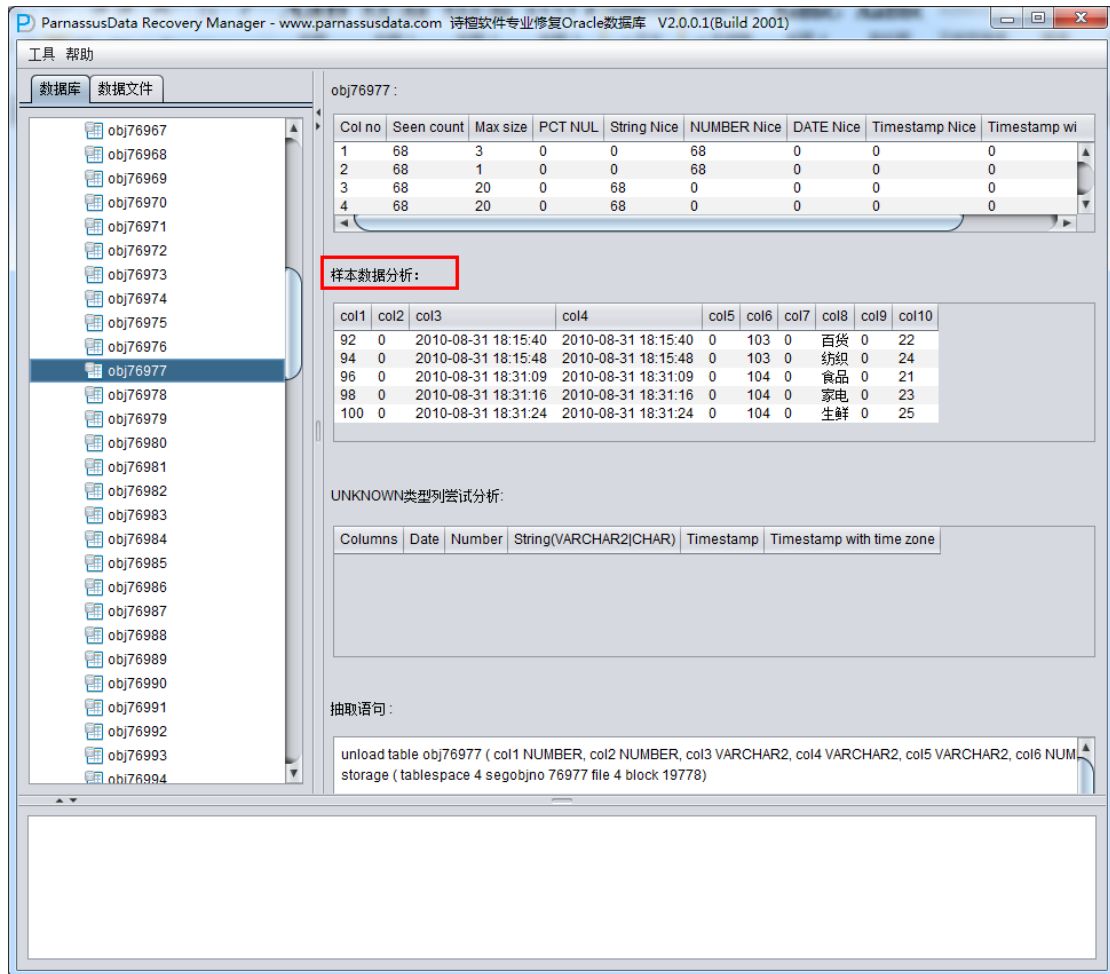 ParnassusData Recovery Manager - www.parnassusdata.com 诗檀软件专业修复Oracle数据库 V2.0.0.1(Build 2001)
工具 帮助
数据库 数据文件
obj76967
obj76968
obj76969
obj76970
obj76971
obj76972
obj76973
obj76974
obj76975
obj76976
obj76977
obj76978
obj76979
obj76980
obj76981
obj76982
obj76983
obj76984
obj76985
obj76986
obj76987
obj76988
obj76989
obj76990
obj76991
obj76992
obj76993
obj76994
obj76977 :
Col no Seen count Max size PCT NUL String Nice NUMBER Nice DATE Nice Timestamp Nice Timestamp wi
1 68 3 0 0 68 0 0 0
2 68 1 0 0 68 0 0 0
3 68 20 0 68 0 0 0 0
4 68 20 0 68 0 0 0 0
样本数据分析：
col1 col2 col3 col4 col5 col6 col7 col8 col9 col10
92 0 2010-08-31 18:15:40 2010-08-31 18:15:40 0 103 0 百货 0 22
94 0 2010-08-31 18:15:48 2010-08-31 18:15:48 0 103 0 纺织 0 24
96 0 2010-08-31 18:31:09 2010-08-31 18:31:09 0 104 0 食品 0 21
98 0 2010-08-31 18:31:16 2010-08-31 18:31:16 0 104 0 家电 0 23
100 0 2010-08-31 18:31:24 2010-08-31 18:31:24 0 104 0 生鲜 0 25
UNKNOWN类型列尝试分析:
Columns Date Number String(VARCHAR2|CHAR) Timestamp Timestamp with time zone
抽取语句 :
unload table obj76977 ( col1 NUMBER, col2 NUMBER, col3 VARCHAR2, col4 VARCHAR2, col5 VARCHAR2, col6 NUM
storage ( tablespace 4 segobjno 76977 file 4 block 19778)